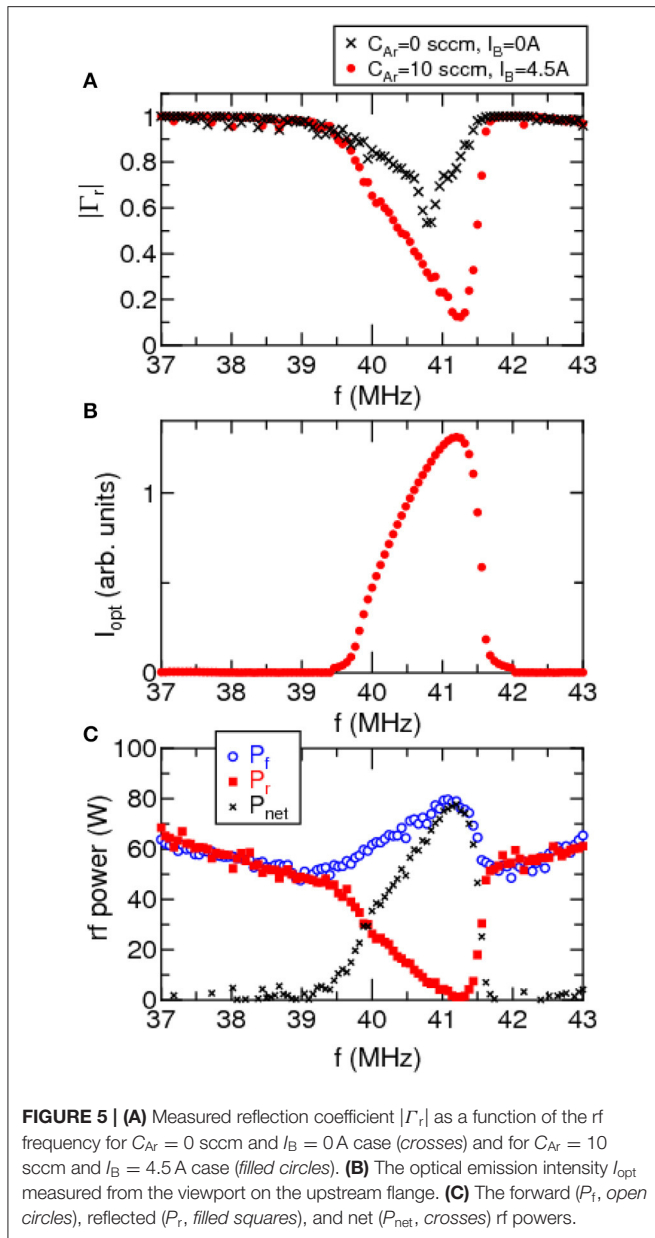 × C_Ar=0 sccm, I_B=0A
● C_Ar=10 sccm, I_B=4.5A
A
1
0.8
0.6
0.4
0.2
0
|Γ_r|
37 38 39 40 41 42 43
f (MHz)
B
1
0
I_opt (arb. units)
37 38 39 40 41 42 43
f (MHz)
C
P_f
P_r
P_net
100
80
60
40
20
0
rf power (W)
37 38 39 40 41 42 43
f (MHz)
FIGURE 5 | (A) Measured reflection coefficient |Γ_r| as a function of the rf
frequency for C_Ar = 0 sccm and I_B = 0 A case (crosses) and for C_Ar = 10
sccm and I_B = 4.5 A case (filled circles). (B) The optical emission intensity I_opt
measured from the viewport on the upstream flange. (C) The forward (P_f, open
circles), reflected (P_r, filled squares), and net (P_net, crosses) rf powers.